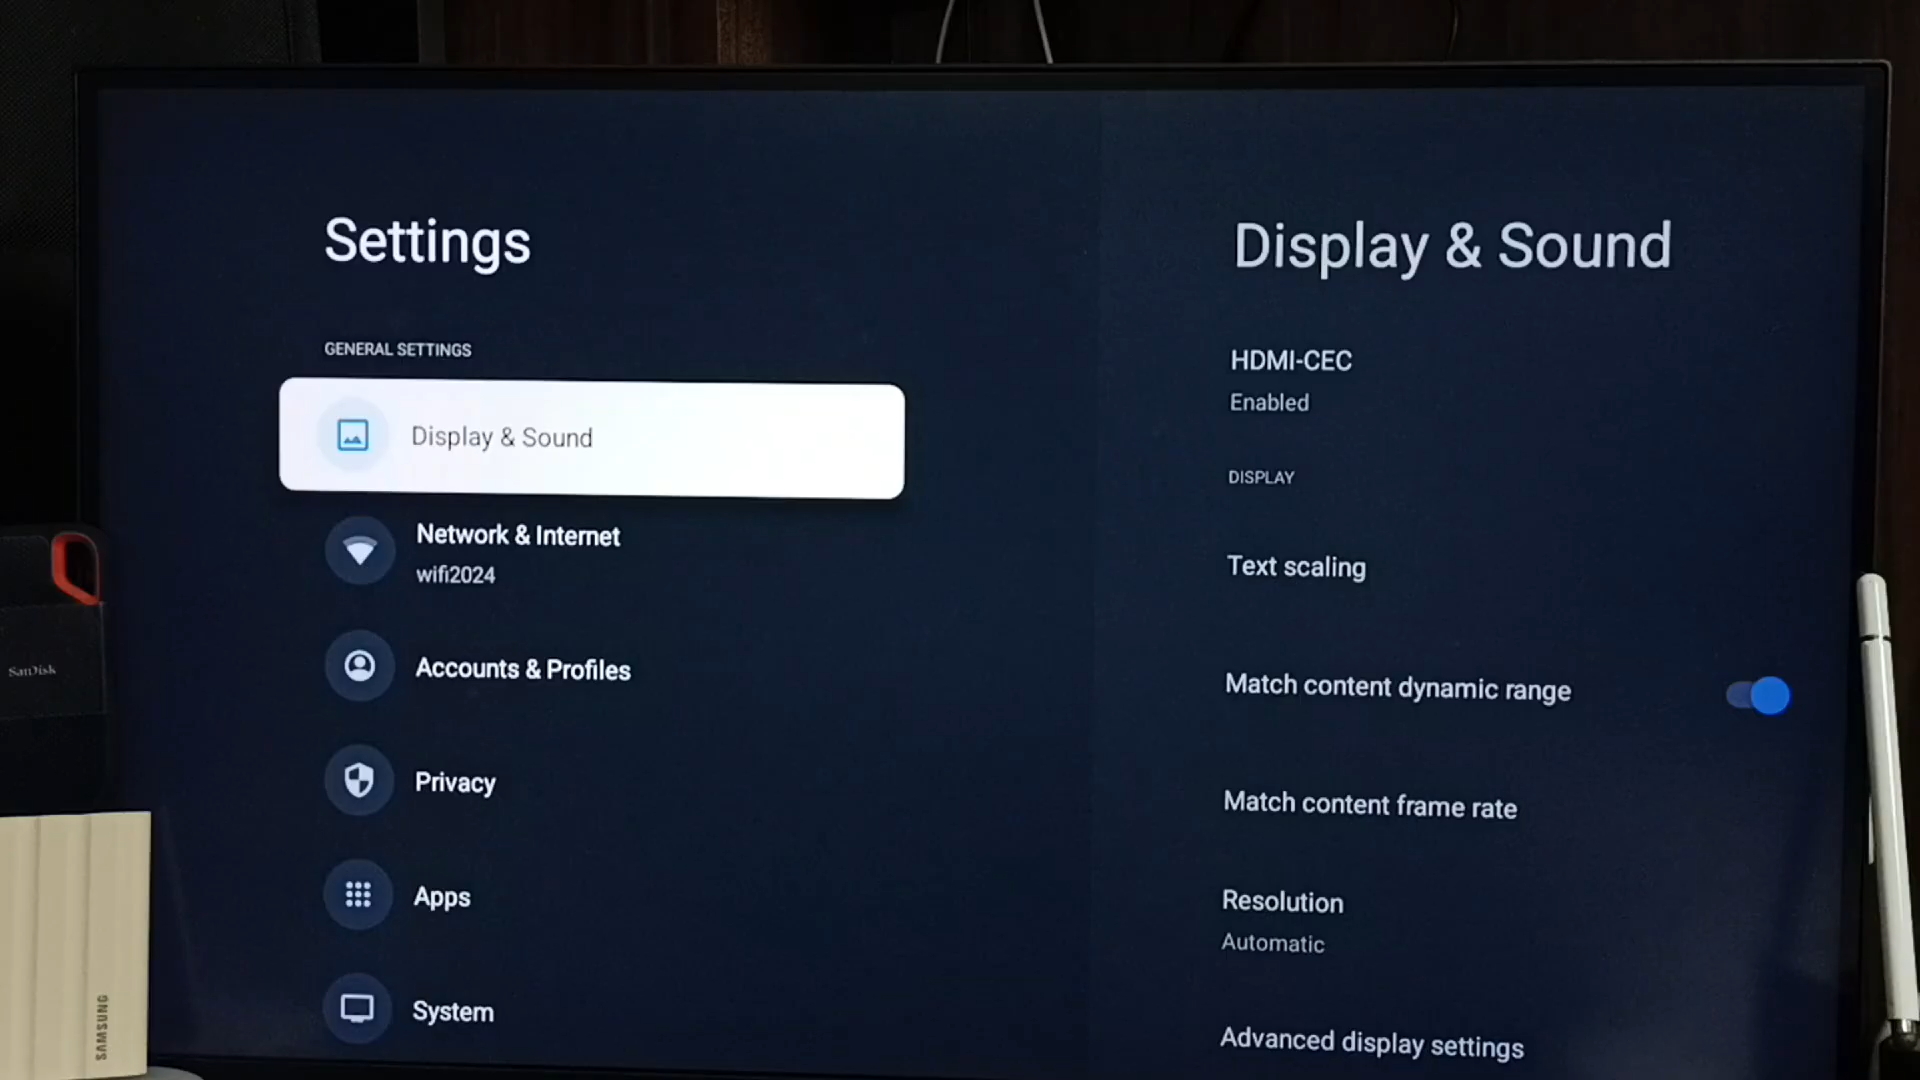 Settings
GENERAL SETTINGS
Display & Sound
Network & Internet
wifi2024
Accounts & Profiles
Privacy
Apps
System
Display & Sound
HDMI-CEC
Enabled
DISPLAY
Text scaling
Match content dynamic range
Match content frame rate
Resolution
Automatic
Advanced display settings
SanDisk
SAMSUNG